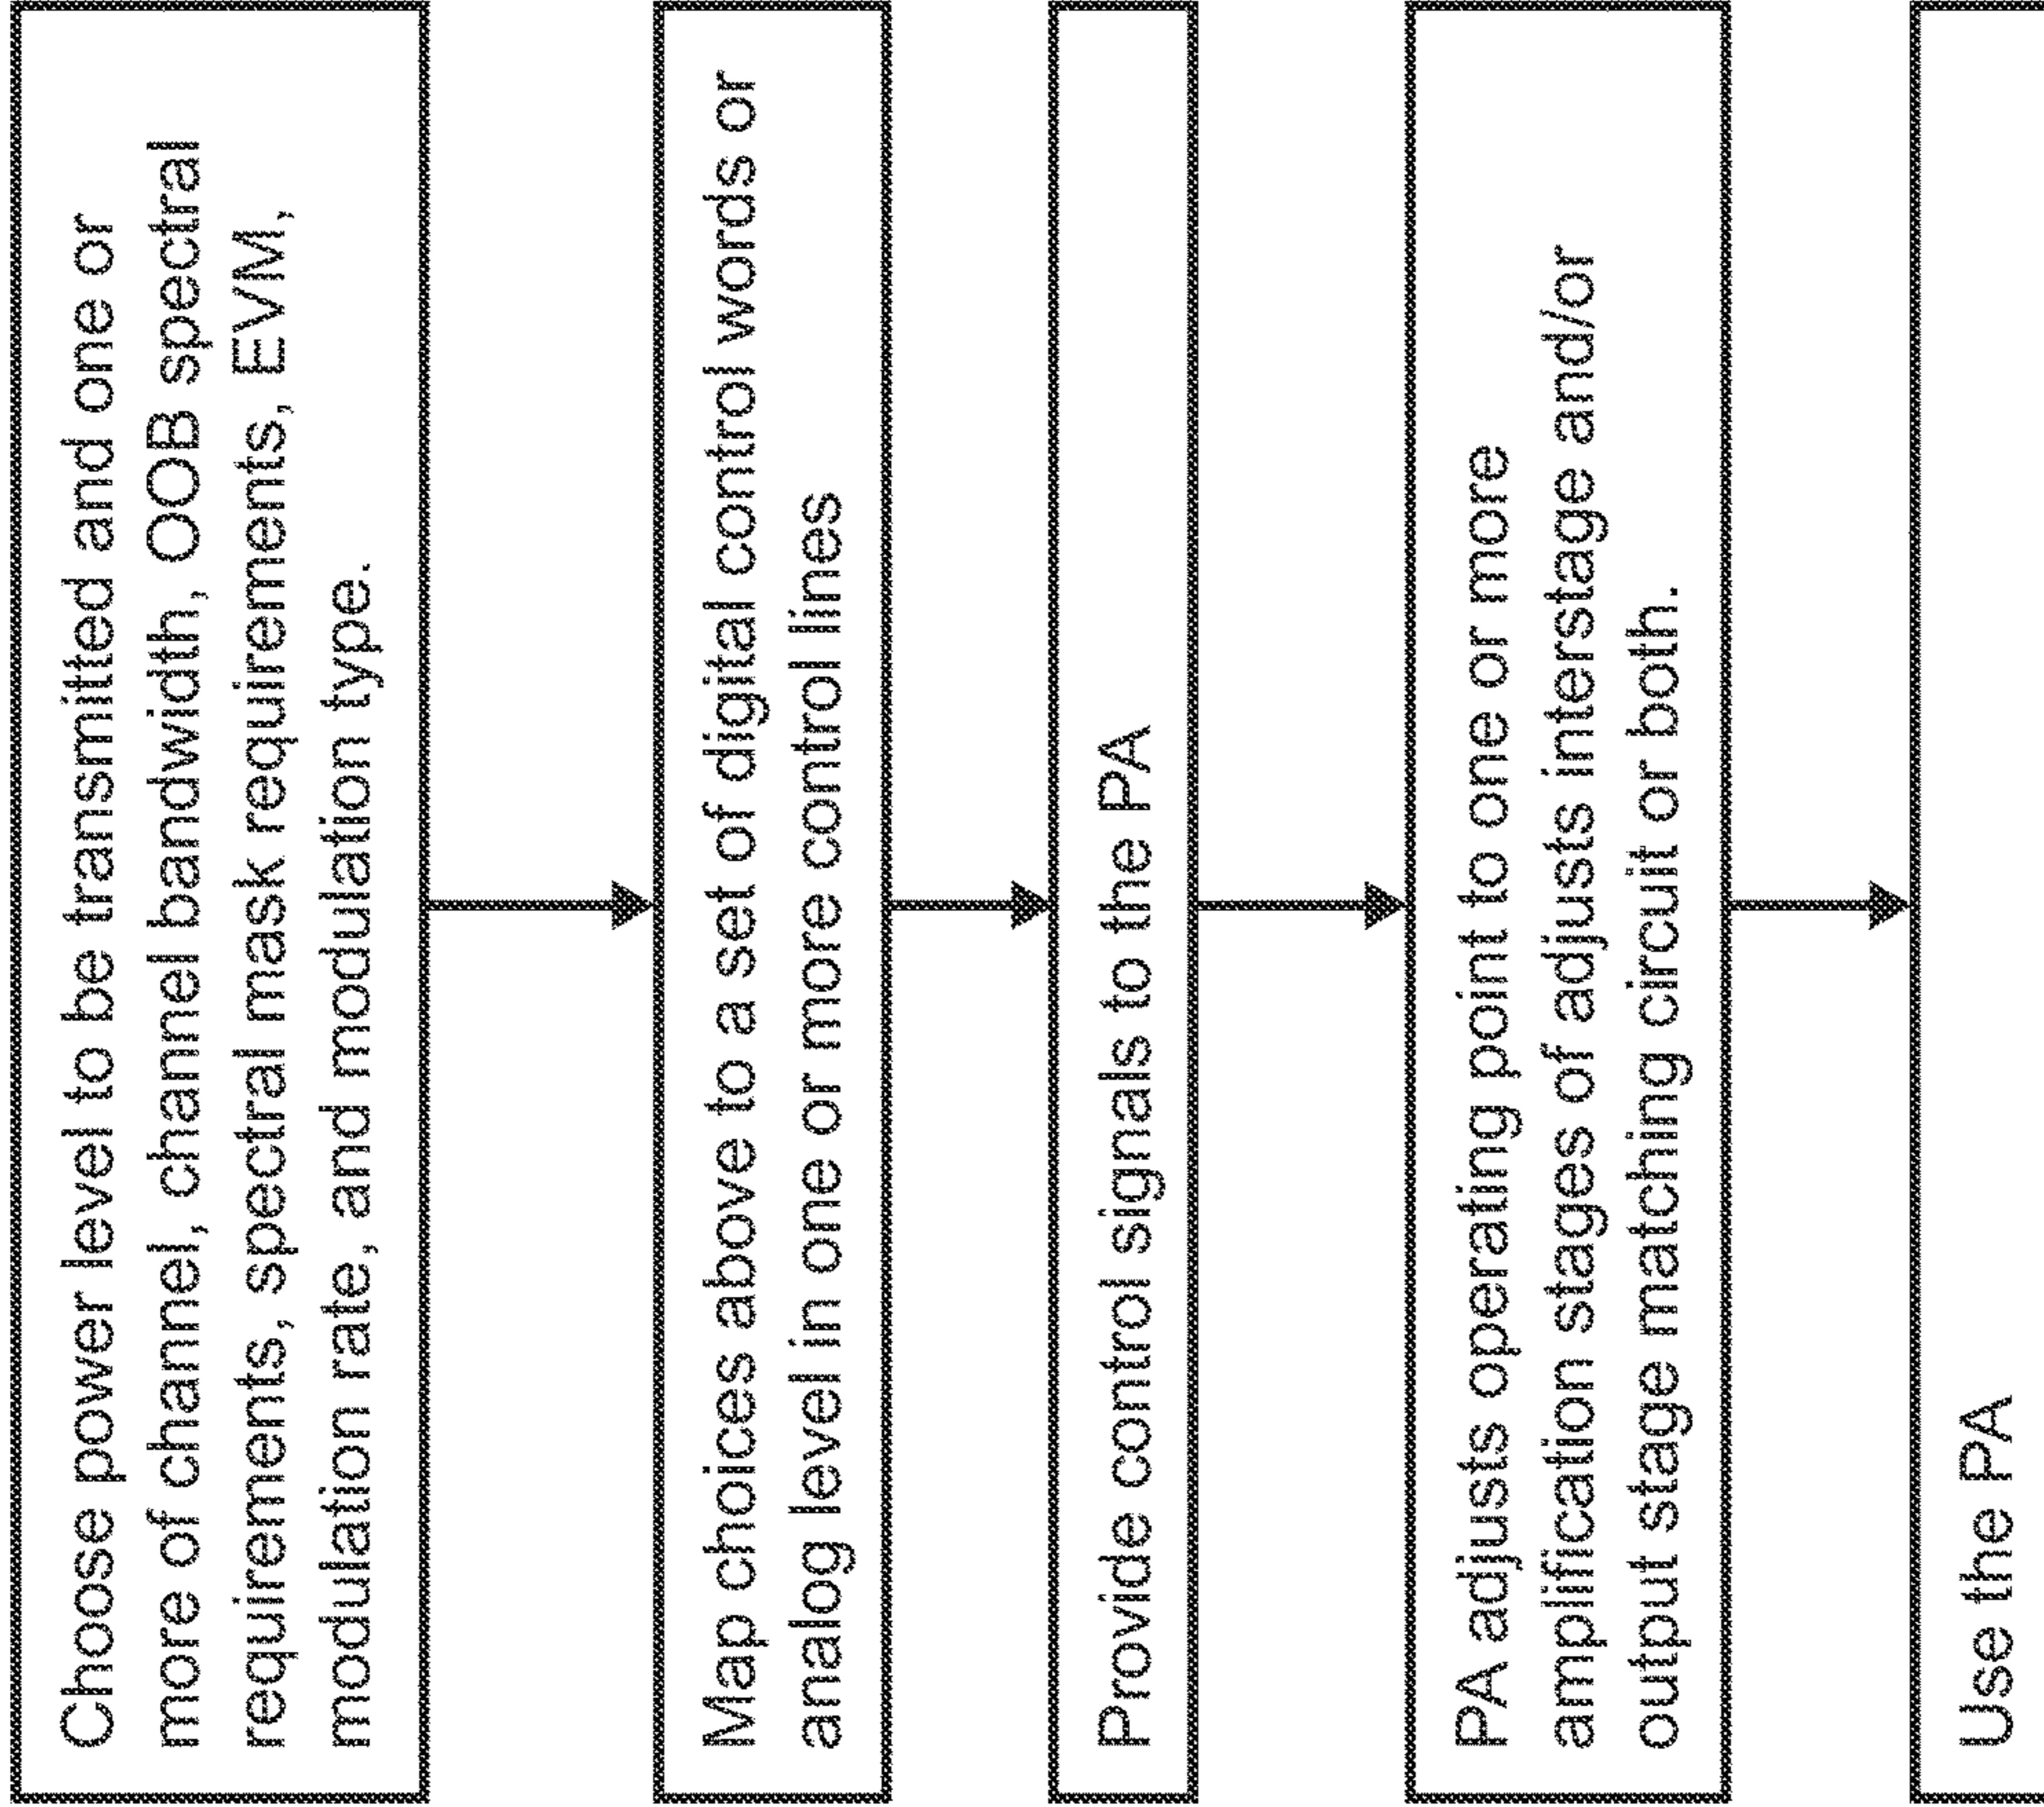 Choose power level to be transmitted and one or
more of channel, channel bandwidth, OOB spectral
requirements, spectral mask requirements, EVM,
modulation rate, and modulation type.
Map choices above to a set of digital control words or
analog level in one or more control lines
Provide control signals to the PA
PA adjusts operating point to one or more
amplification stages of adjusts interstage and/or
output stage matching circuit or both.
Use the PA